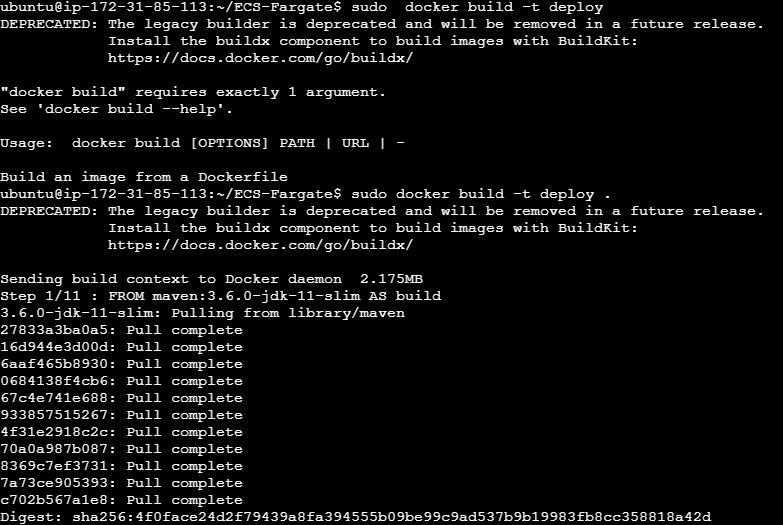 ubuntu@ip-172-31-85-113:~/ECS-Fargate$ sudo  docker build -t deploy
DEPRECATED: The legacy builder is deprecated and will be removed in a future release.
            Install the buildx component to build images with BuildKit:
            https://docs.docker.com/go/buildx/

"docker build" requires exactly 1 argument.
See 'docker build --help'.

Usage:  docker build [OPTIONS] PATH | URL | -

Build an image from a Dockerfile
ubuntu@ip-172-31-85-113:~/ECS-Fargate$ sudo docker build -t deploy .
DEPRECATED: The legacy builder is deprecated and will be removed in a future release.
            Install the buildx component to build images with BuildKit:
            https://docs.docker.com/go/buildx/

Sending build context to Docker daemon  2.175MB
Step 1/11 : FROM maven:3.6.0-jdk-11-slim AS build
3.6.0-jdk-11-slim: Pulling from library/maven
27833a3ba0a5: Pull complete
16d944e3d00d: Pull complete
6aaf465b8930: Pull complete
0684138f4cb6: Pull complete
67c4e741e688: Pull complete
933857515267: Pull complete
4f31e2918c2c: Pull complete
70a0a987b087: Pull complete
8369c7ef3731: Pull complete
7a73ce905393: Pull complete
c702b567a1e8: Pull complete
Digest: sha256:4f0face24d2f79439a8fa394555b09be99c9ad537b9b19983fb8cc358818a42d